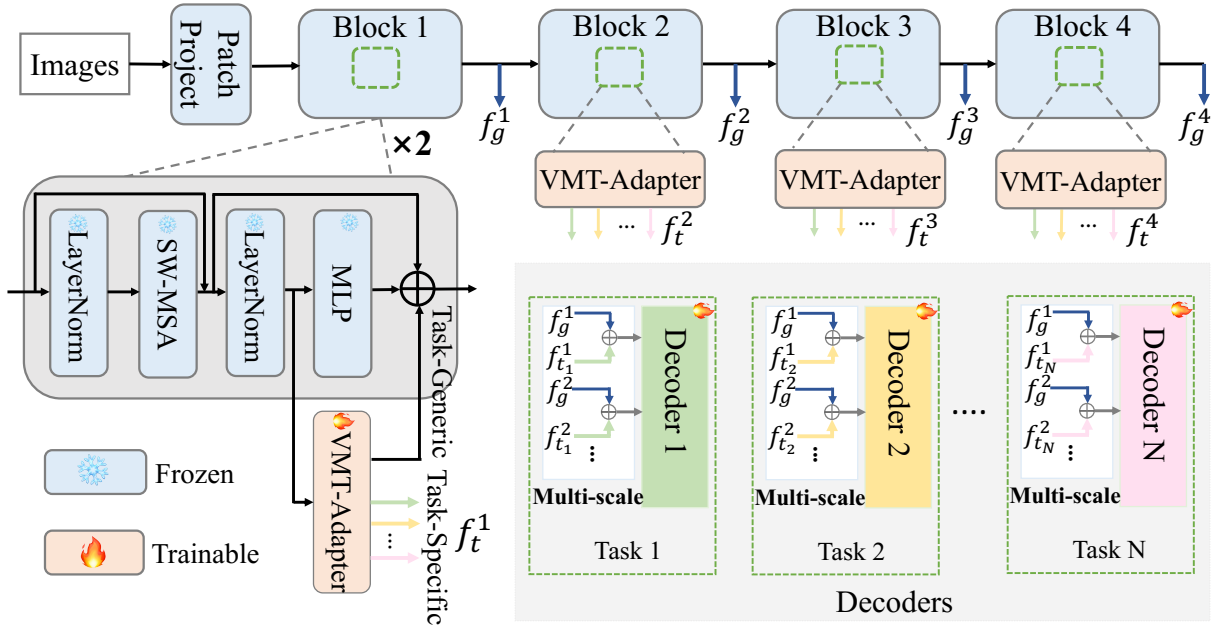 Images
Patch
Project
Block 1
Block 2
Block 3
Block 4
f_g^1
f_g^2
f_g^3
f_g^4
×2
VMT-Adapter
VMT-Adapter
VMT-Adapter
... f_t^2
... f_t^3
... f_t^4
LayerNorm
SW-MSA
LayerNorm
MLP
Task-Generic
Task-Specific
VMT-Adapter
...
f_t^1
Frozen
Trainable
f_g^1
f_{t_1}^1
f_g^2
f_{t_1}^2
...
Multi-scale
Decoder 1
Task 1
f_g^1
f_{t_2}^1
f_g^2
f_{t_2}^2
...
Multi-scale
Decoder 2
Task 2
....
f_g^1
f_{t_N}^1
f_g^2
f_{t_N}^2
...
Multi-scale
Decoder N
Task N
Decoders